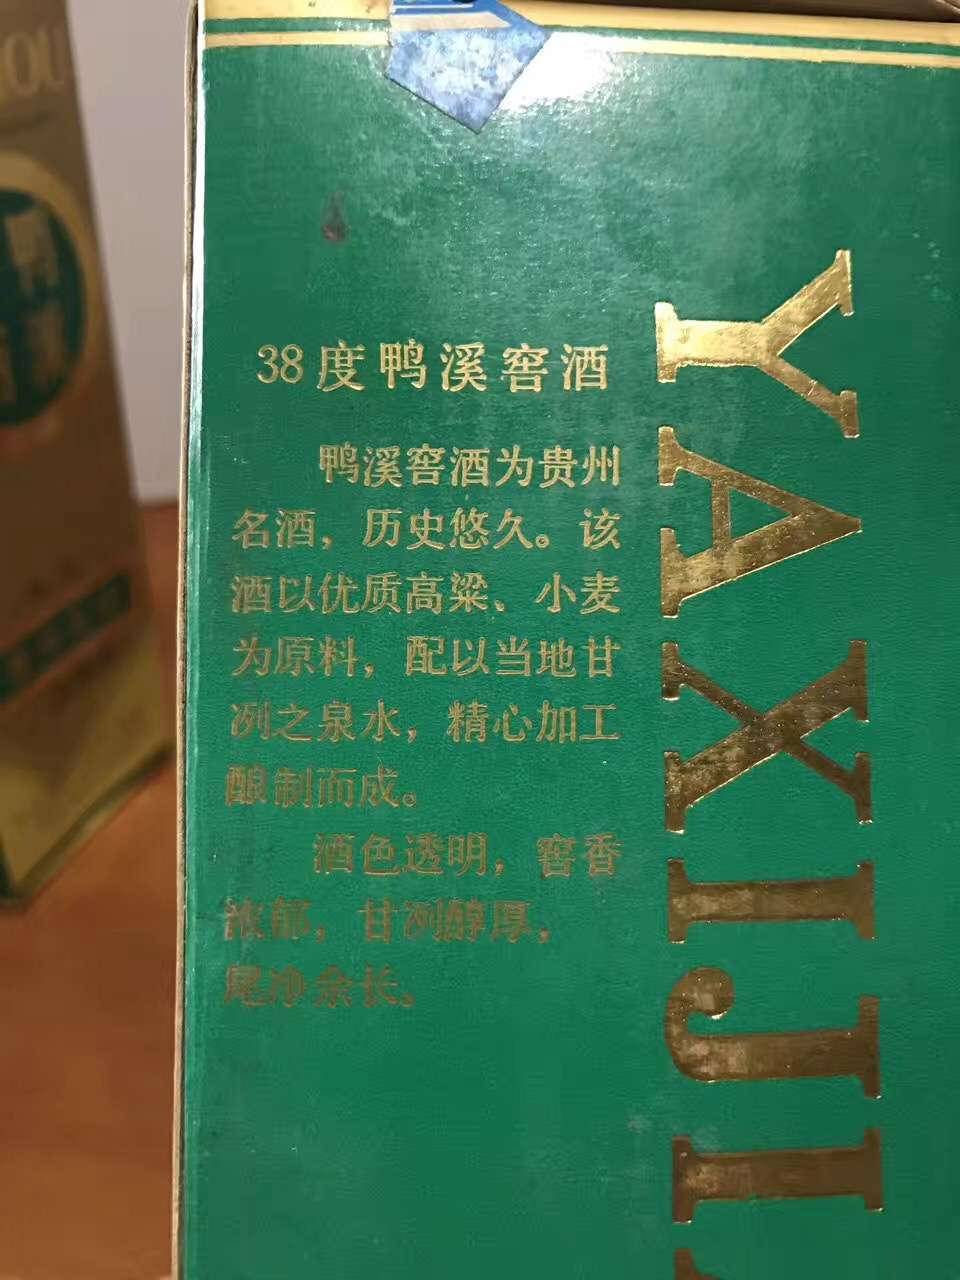 38度鸭溪窖酒
鸭溪窖酒为贵州
名酒，历史悠久。该
酒以优质高粱、小麦
为原料，配以当地甘
冽之泉水，精心加工
酿制而成。
酒色透明，窖香
浓郁，甘冽醇厚，
尾净余长。
YAXIJI
OU